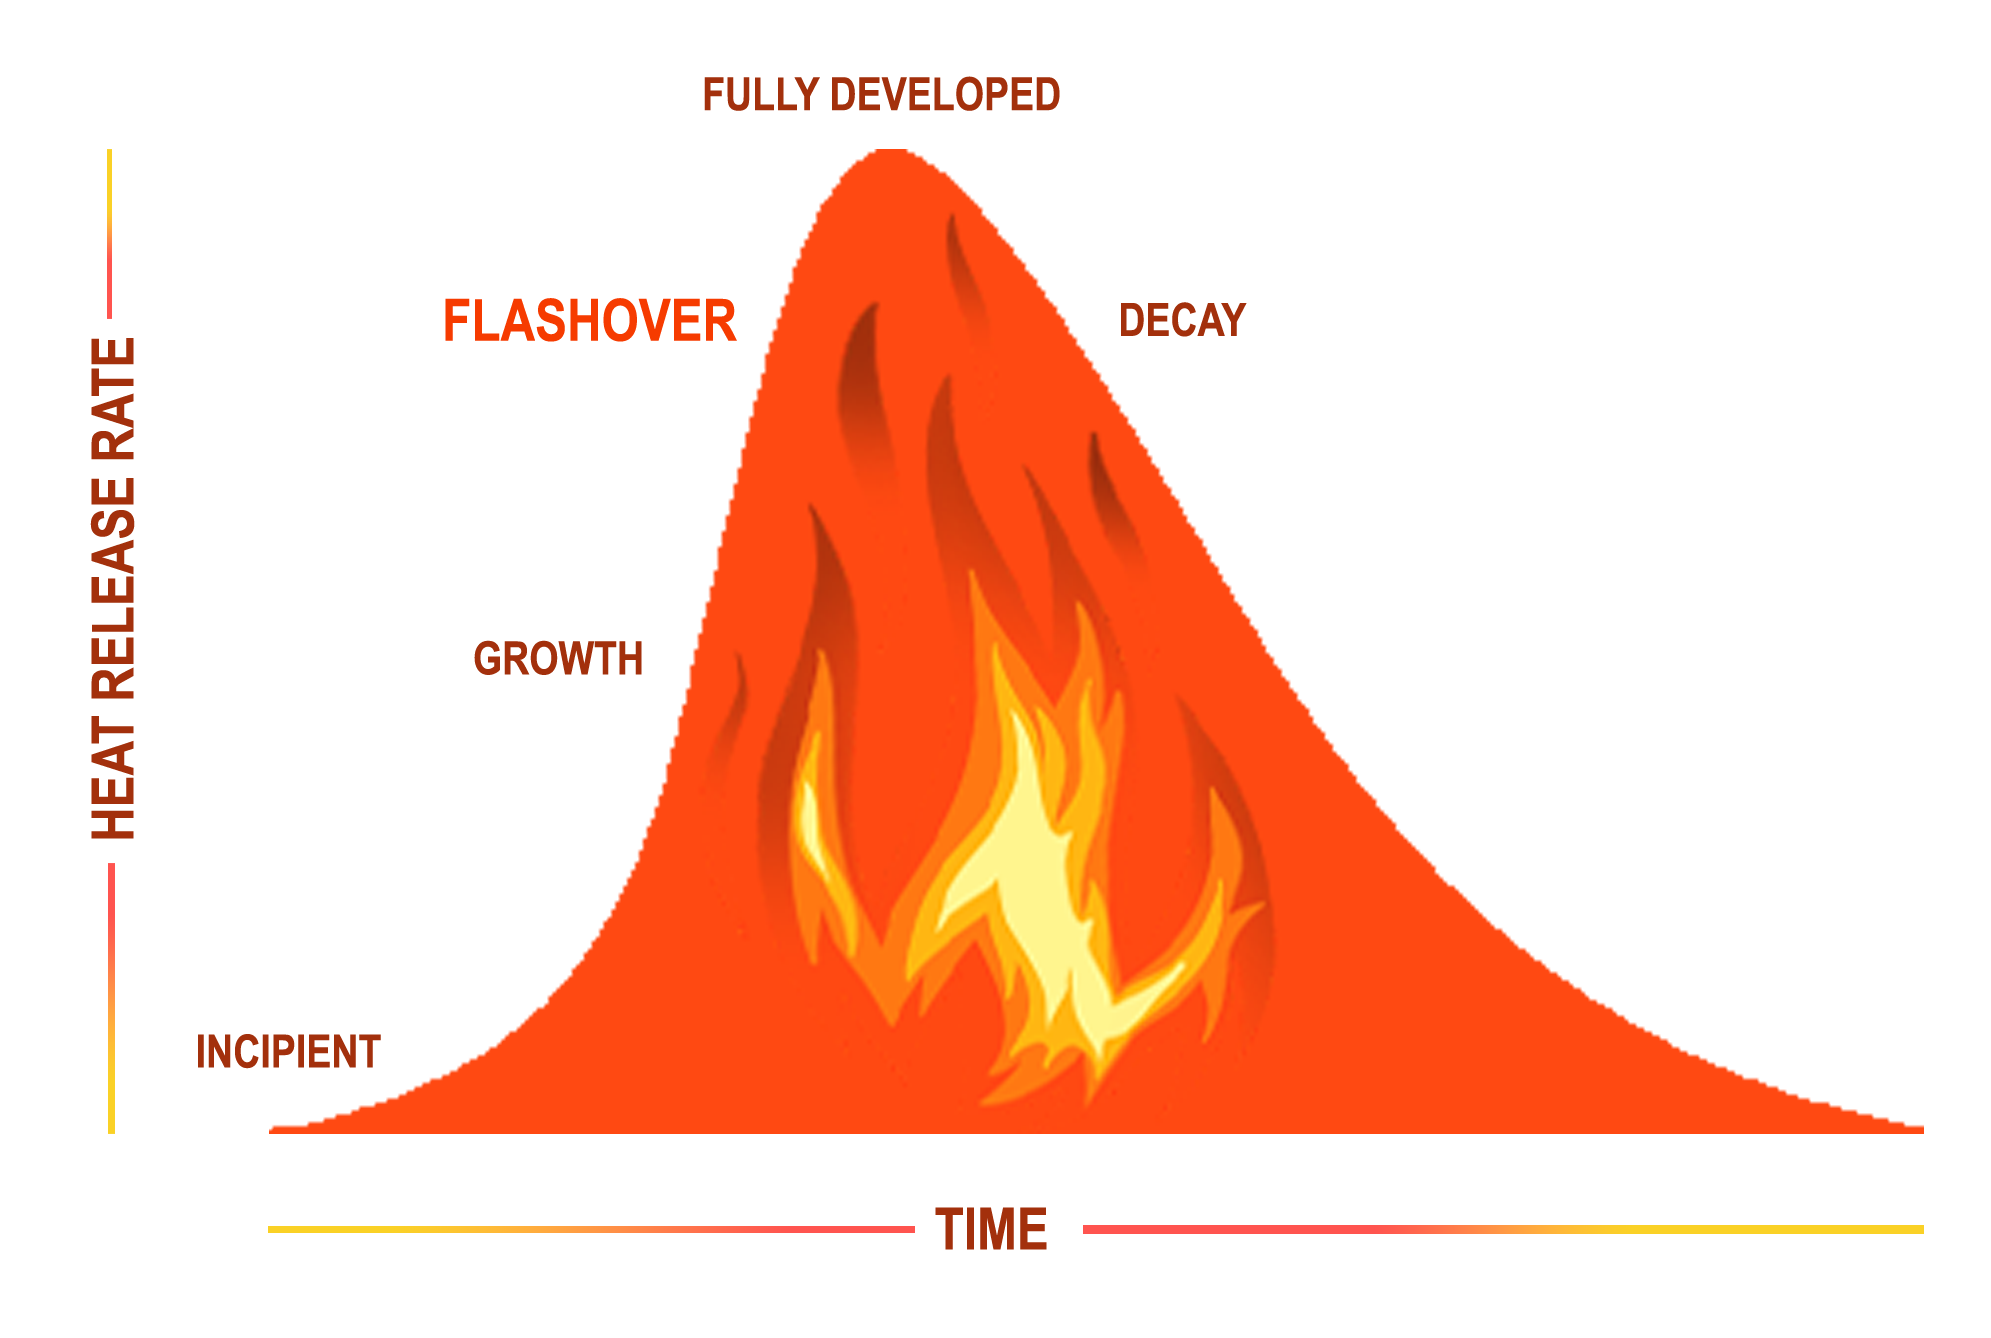 FULLY DEVELOPED
FLASHOVER
DECAY
HEAT RELEASE RATE
GROWTH
INCIPIENT
TIME